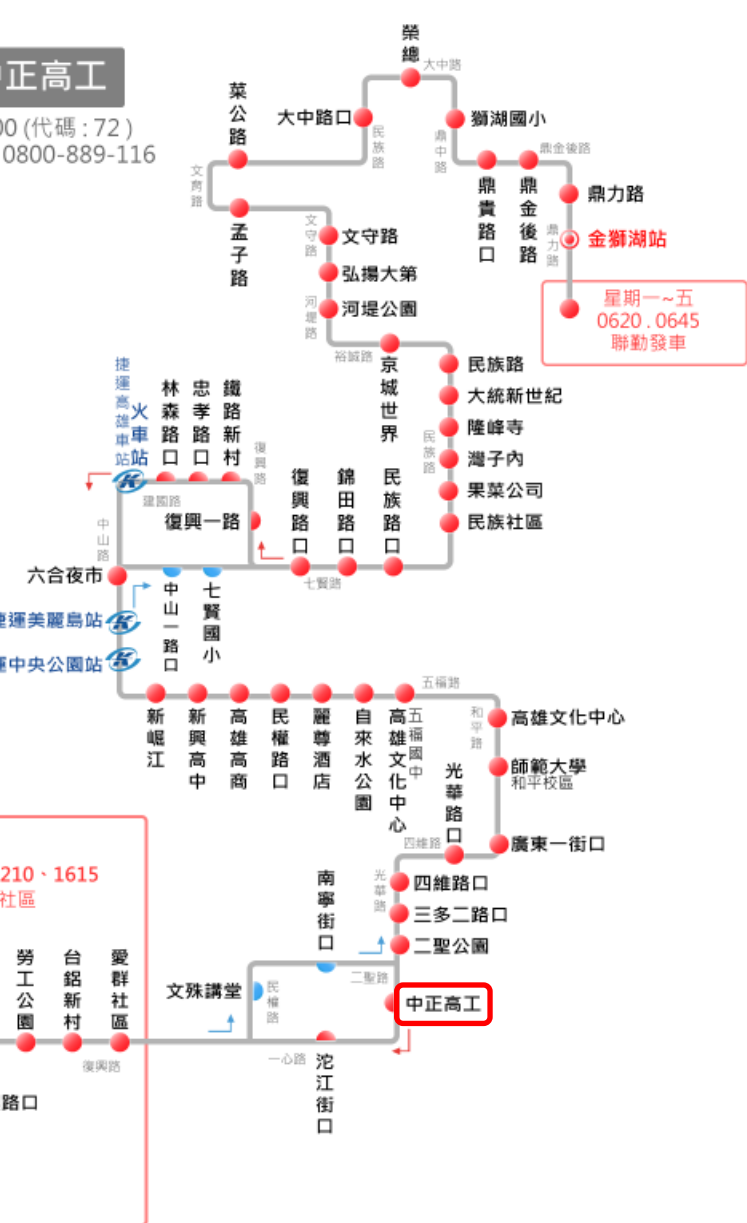 正高工
00 (代碼 : 72 )
0800-889-116
榮總
大中路
菜公路
大中路口
民族路
獅湖國小
鼎中路
鼎金後路
鼎貴路口
鼎金後路
鼎力路
鼎力路
金獅湖站
文育路
孟子路
文守路
文守路
弘揚大第
河堤路
河堤公園
星期一~五
0620 . 0645
聯勤發車
裕誠路
京城世界
民族路
大統新世紀
隆峰寺
民族路
灣子內
果菜公司
民族社區
捷運高雄車站
火車站
林森路口
忠孝路口
鐵路新村
復興路
建國路
復興一路
復興路口
錦田路口
民族路口
七賢路
中山路
六合夜市
中山一路口
七賢國小
運美麗島站
中央公園站
五福路
新崛江
新興高中
高雄高商
民權路口
麗尊酒店
自來水公園
高雄文化中心
五福國中
和平路
高雄文化中心
師範大學
和平校區
光華路口
四維路
廣東一街口
光華路
四維路口
三多二路口
二聖公園
南寧街口
二聖路
文殊講堂
民權路
中正高工
一心路
沱江街口
210、1615
社區
勞工公園
台鋁新村
愛群社區
復興路
路口